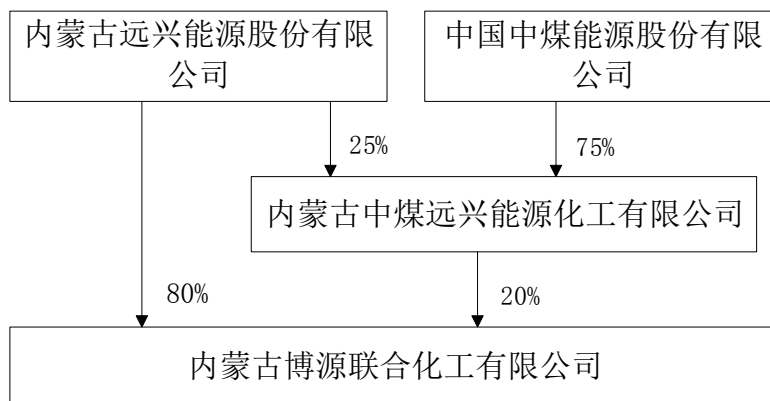 内蒙古远兴能源股份有限
公司
中国中煤能源股份有限
公司
25%
75%
内蒙古中煤远兴能源化工有限公司
80%
20%
内蒙古博源联合化工有限公司